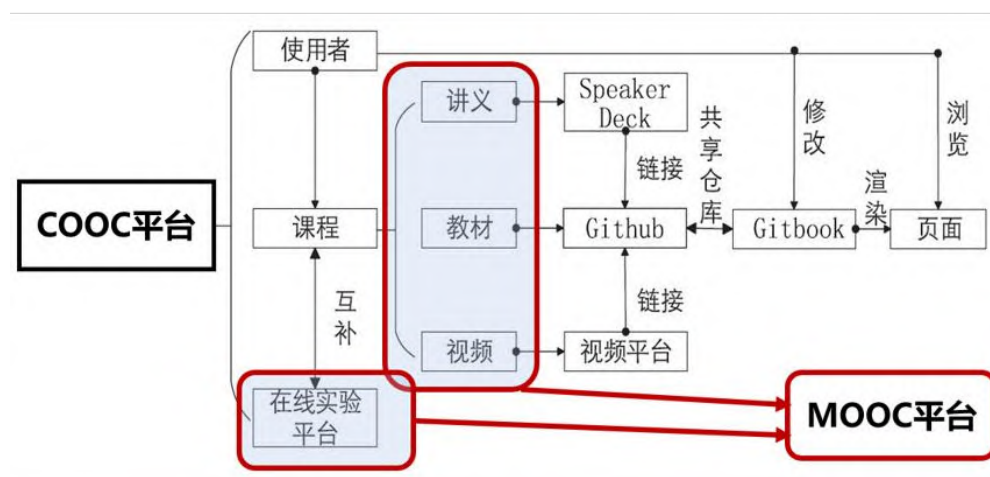 使用者
讲义
Speaker
Deck
共享仓库
修改
浏览
链接
COOC平台
课程
教材
Github
Gitbook
渲染
页面
互补
链接
视频
视频平台
在线实验
平台
MOOC平台